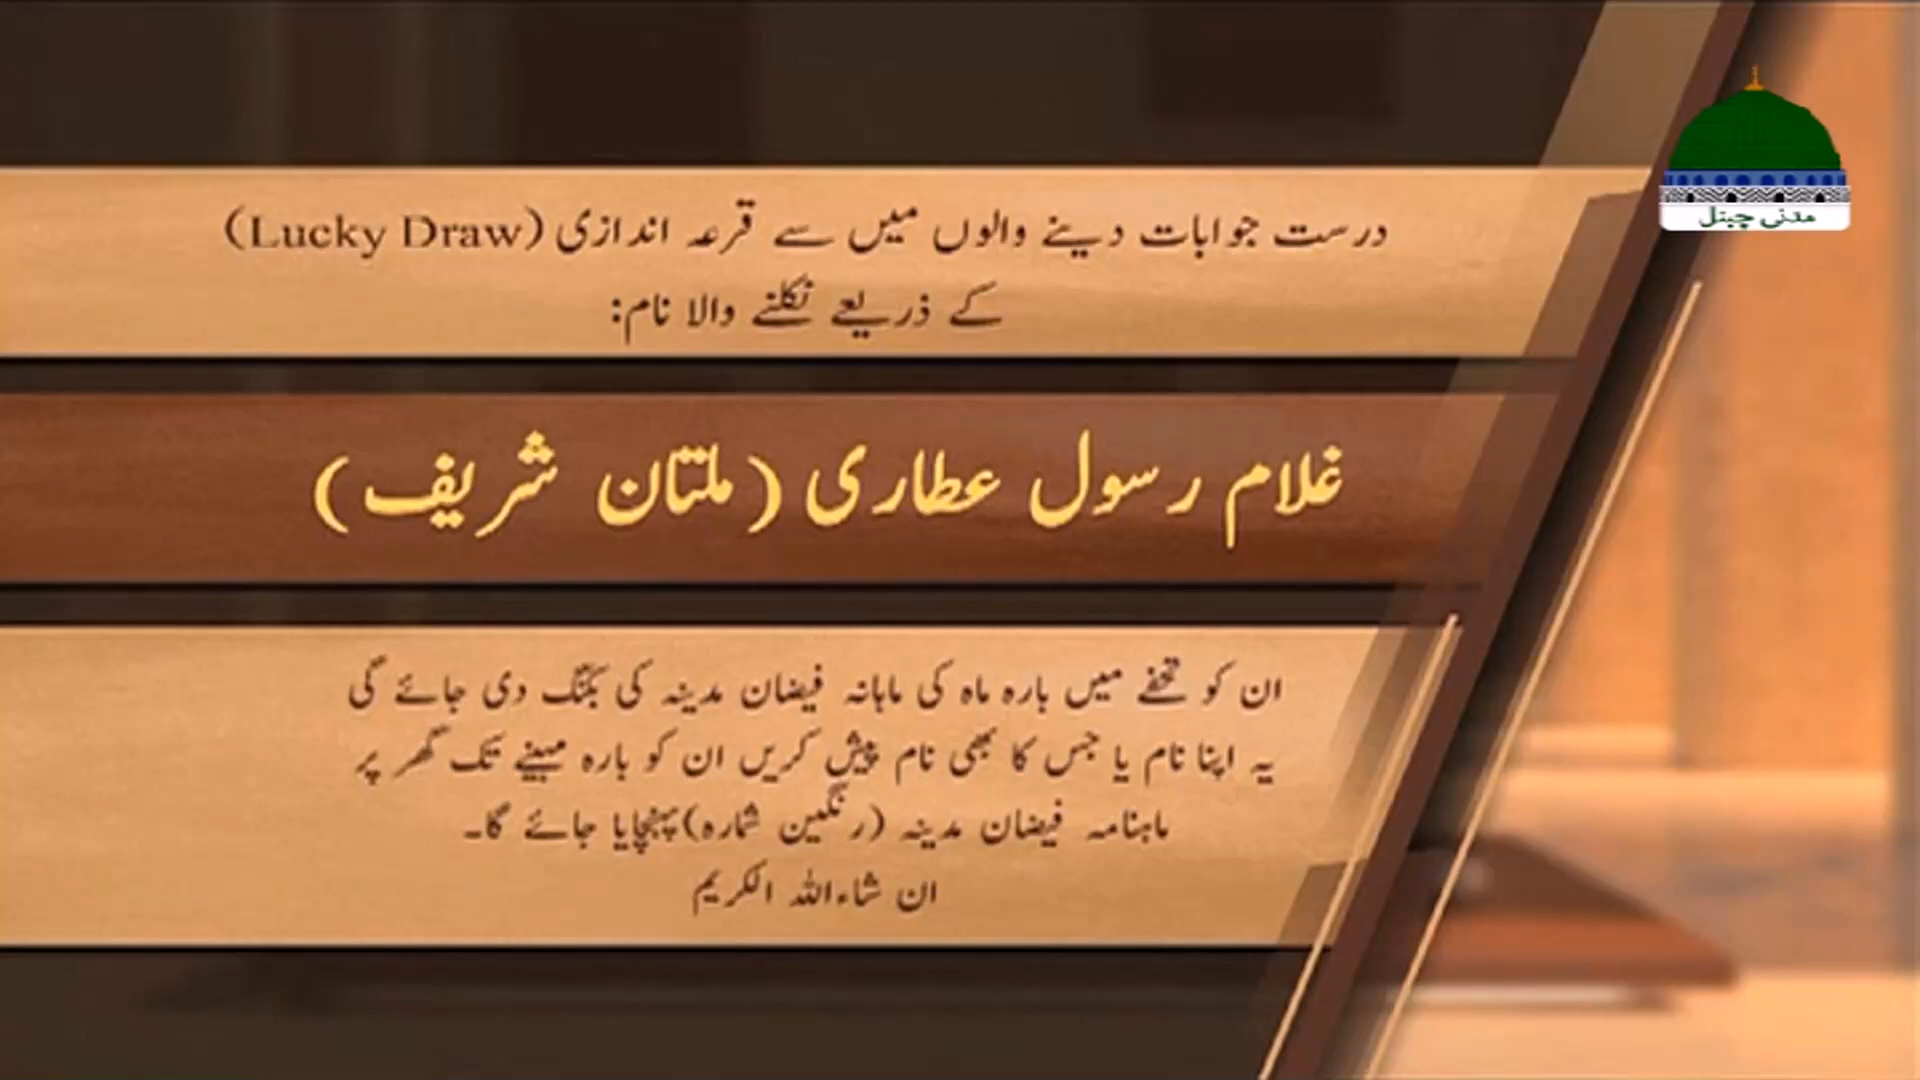 درست جوابات دینے والوں میں سے قرعہ اندازی (Lucky Draw)
کے ذریعے نکلنے والا نام:
غلام رسول عطاری (ملتان شریف)
ان کو تحفے میں بارہ ماہ کی ماہانہ فیضان مدینہ کی بکنگ دی جائے گی
یہ اپنا نام یا جس کا بھی نام پیش کریں ان کو بارہ مہینے تک گھر پر
ماہنامہ فیضان مدینہ (رنگین شمارہ) پہنچایا جائے گا۔
ان شاءاللہ الکریم
مدنی چینل